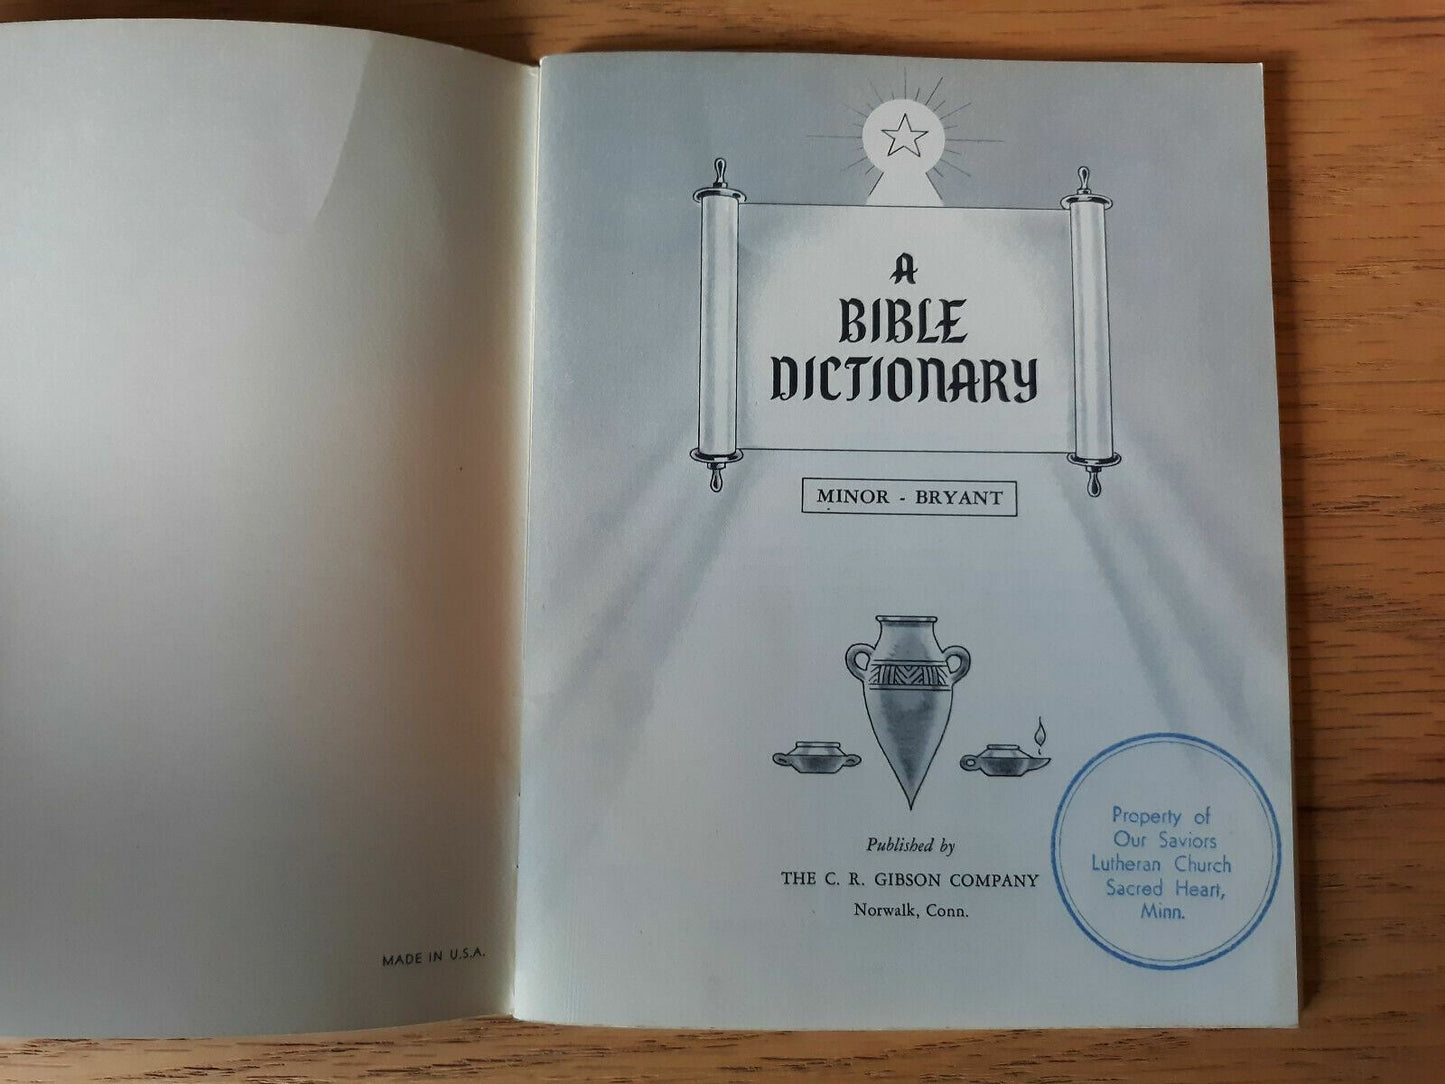 MADE IN U.S.A.
A
BIBLE
DICTIONARY
MINOR - BRYANT
Published by
THE C. R. GIBSON COMPANY
Norwalk, Conn.
Property of
Our Saviors
Lutheran Church
Sacred Heart,
Minn.